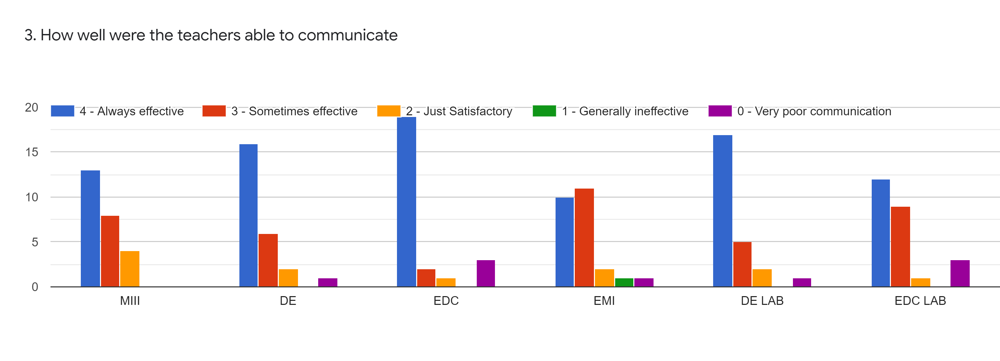 3. How well were the teachers able to communicate
20
4 - Always effective
3 - Sometimes effective
2 - Just Satisfactory
1 - Generally ineffective
0 - Very poor communication
15
10
5
0
MIII
DE
EDC
EMI
DE LAB
EDC LAB